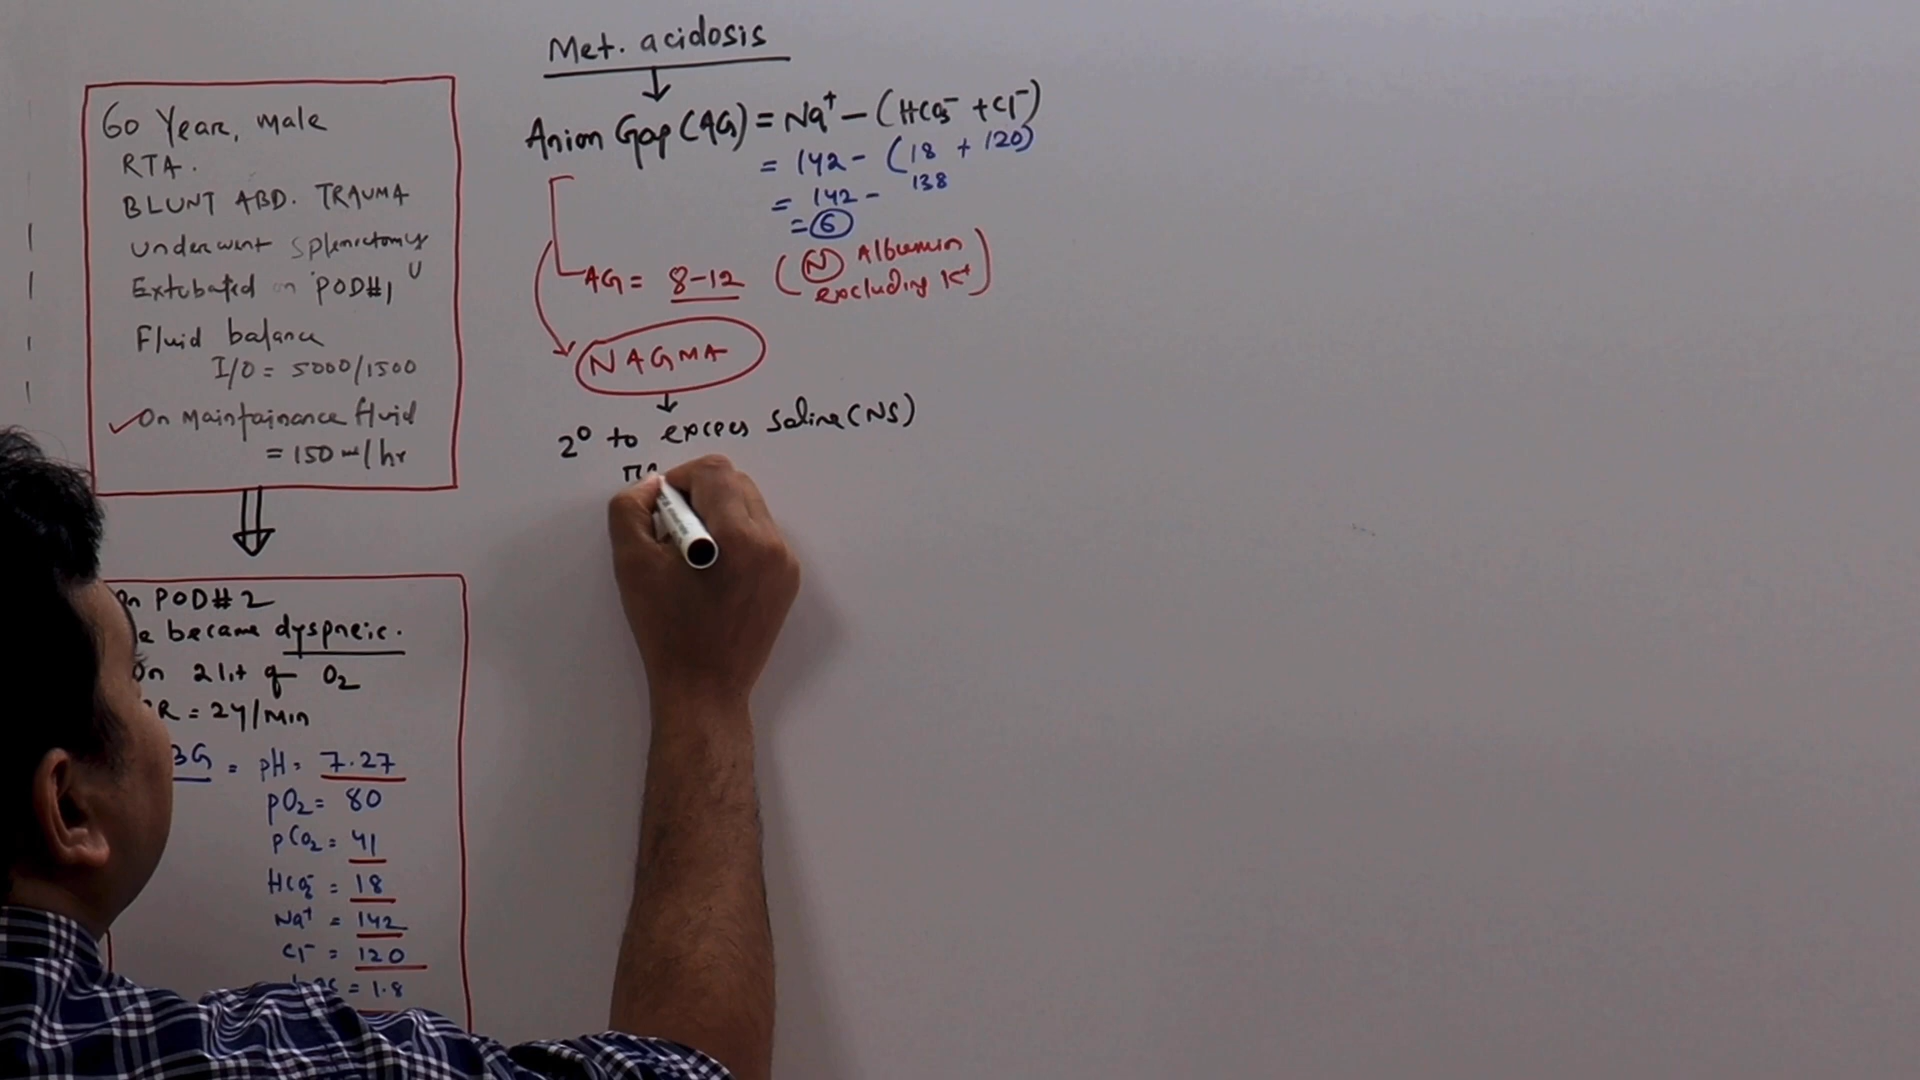 Met. acidosis
Anion Gap (AG) = Na⁺ − (HCO₃⁻ + Cl⁻)
= 142 − (18 + 120)
138
= 142 −
= 6
AG = 8-12 (N Albumin
excluding K⁺)
NAGMA
2° to excess saline (NS)
60 Year, male
RTA.
BLUNT ABD. TRAUMA
underwent splenectomy
Extubated on POD#1
Fluid balance
I/O = 5000/1500
✓On Maintainance fluid
= 150 ml/hr
On POD#2
became dyspneic.
On 2 lit of O₂
RR = 24/Min
BG = pH = 7.27
pO₂ = 80
pCO₂ = 41
HCO₃⁻ = 18
Na⁺ = 142
Cl⁻ = 120
= 1.8